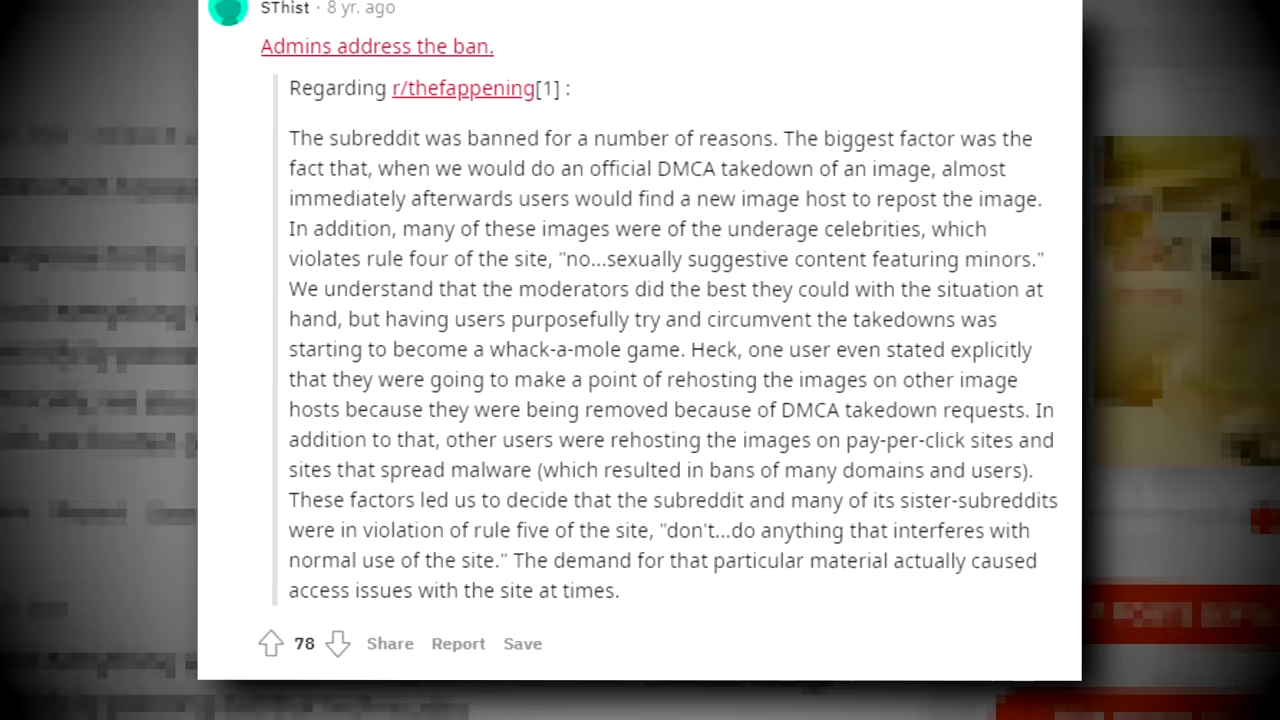 SThist · 8 yr. ago
Admins address the ban.
Regarding r/thefappening[1] :
The subreddit was banned for a number of reasons. The biggest factor was the
fact that, when we would do an official DMCA takedown of an image, almost
immediately afterwards users would find a new image host to repost the image.
In addition, many of these images were of the underage celebrities, which
violates rule four of the site, "no...sexually suggestive content featuring minors."
We understand that the moderators did the best they could with the situation at
hand, but having users purposefully try and circumvent the takedowns was
starting to become a whack-a-mole game. Heck, one user even stated explicitly
that they were going to make a point of rehosting the images on other image
hosts because they were being removed because of DMCA takedown requests. In
addition to that, other users were rehosting the images on pay-per-click sites and
sites that spread malware (which resulted in bans of many domains and users).
These factors led us to decide that the subreddit and many of its sister-subreddits
were in violation of rule five of the site, "don't...do anything that interferes with
normal use of the site." The demand for that particular material actually caused
access issues with the site at times.
78 Share Report Save